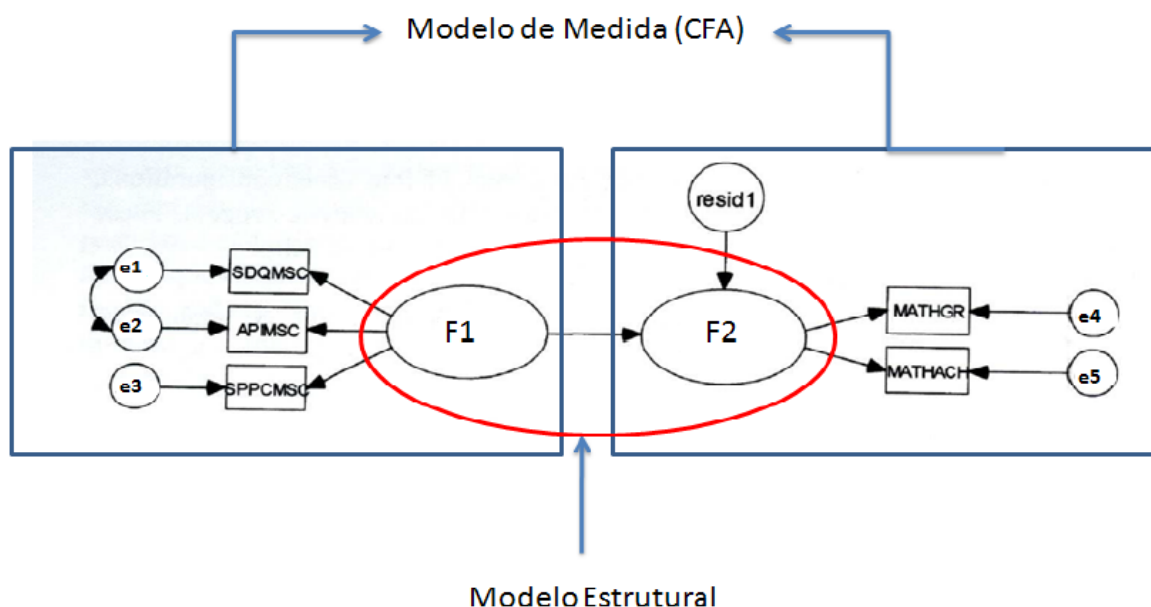 Modelo de Medida (CFA)
resid1
e1
SDQMSC
e2
APIMSC
e3
SPPCMSC
F1
F2
MATHGR
e4
MATHACH
e5
Modelo Estrutural